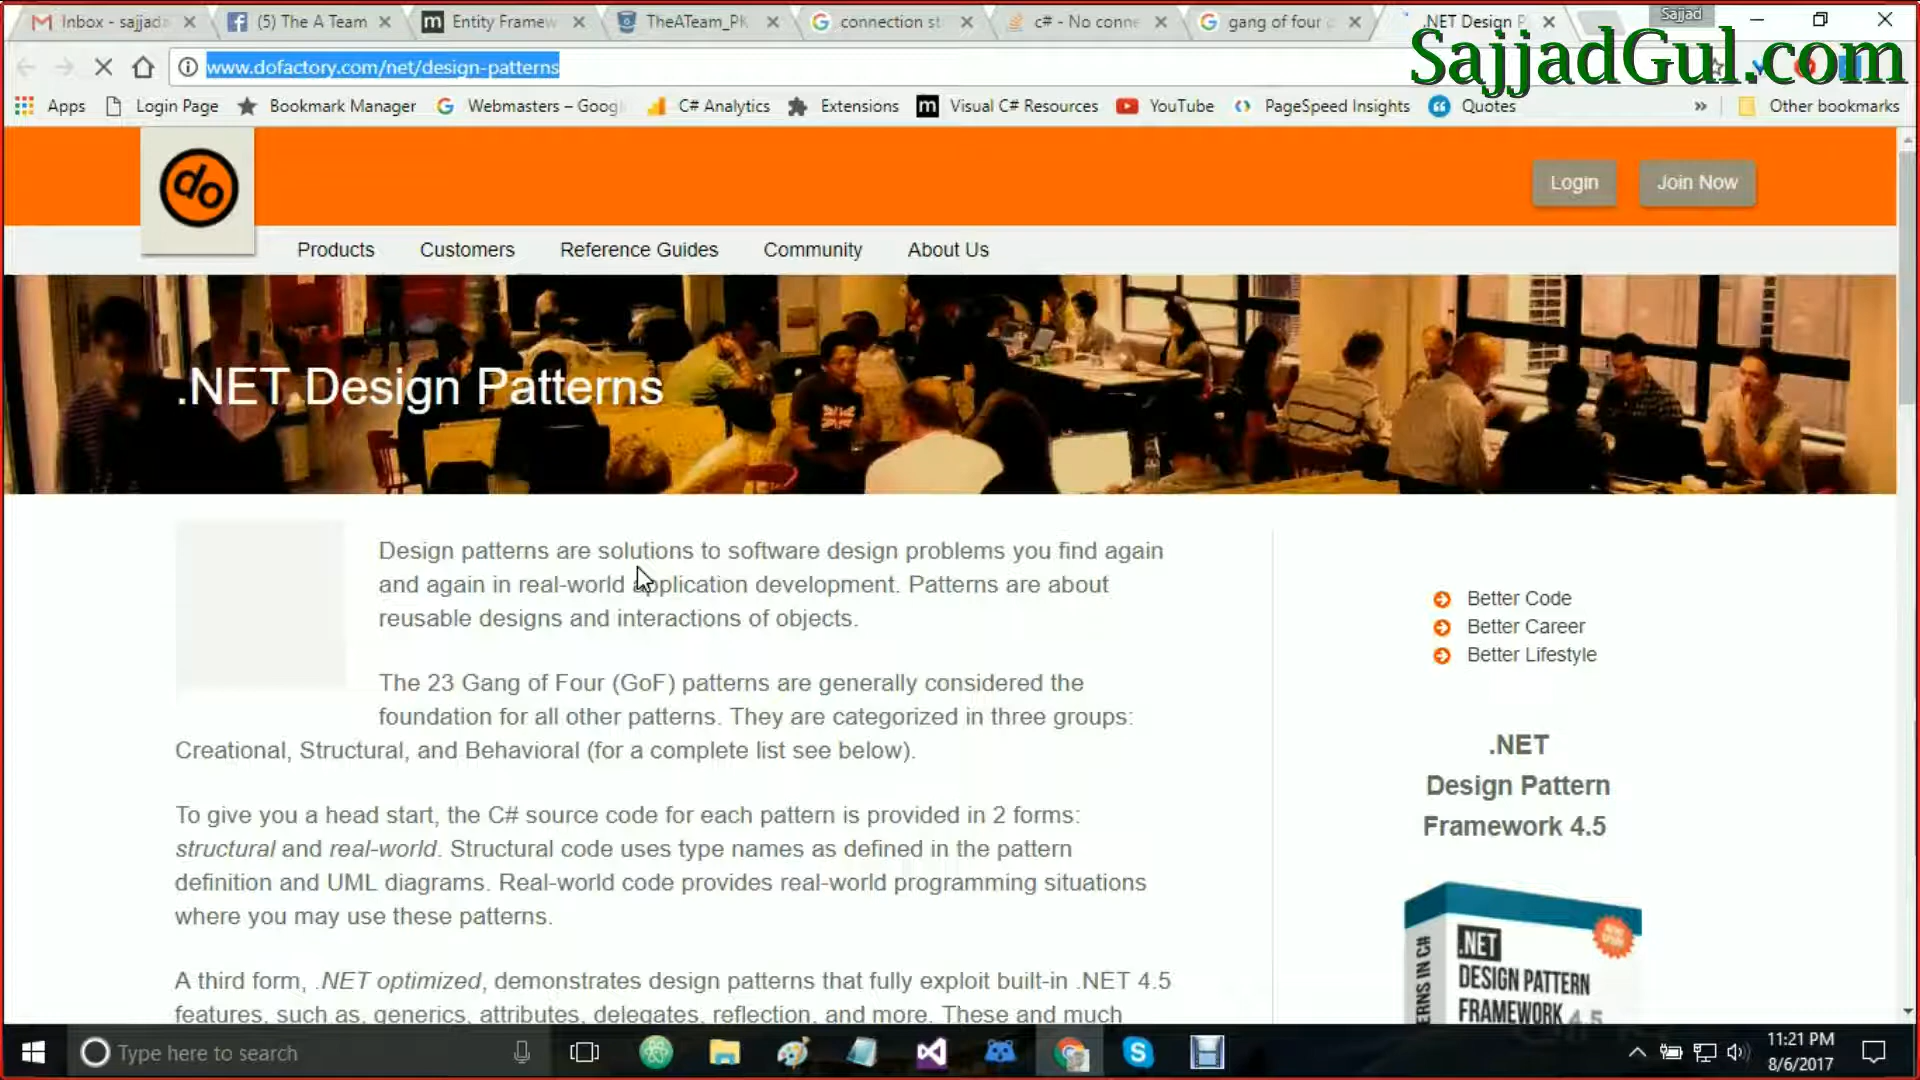 Inbox - sajjada
(5) The A Team
Entity Framew
TheATeam_PK
connection st
c# - No conne
gang of four
.NET Design P
Sajjad
SajjadGul.com
www.dofactory.com/net/design-patterns
Apps
Login Page
Bookmark Manager
Webmasters – Goog
C# Analytics
Extensions
m
Visual C# Resources
YouTube
PageSpeed Insights
Quotes
»
Other bookmarks
do
Login
Join Now
Products
Customers
Reference Guides
Community
About Us
.NET Design Patterns
Design patterns are solutions to software design problems you find again
and again in real-world application development. Patterns are about
reusable designs and interactions of objects.
The 23 Gang of Four (GoF) patterns are generally considered the
foundation for all other patterns. They are categorized in three groups:
Creational, Structural, and Behavioral (for a complete list see below).
To give you a head start, the C# source code for each pattern is provided in 2 forms:
structural and real-world. Structural code uses type names as defined in the pattern
definition and UML diagrams. Real-world code provides real-world programming situations
where you may use these patterns.
A third form, .NET optimized, demonstrates design patterns that fully exploit built-in .NET 4.5
features, such as, generics, attributes, delegates, reflection, and more. These and much
Better Code
Better Career
Better Lifestyle
.NET
Design Pattern
Framework 4.5
ERNS IN C#
.NET
DESIGN PATTERN
FRAMEWORK 4.5
Type here to search
11:21 PM
8/6/2017